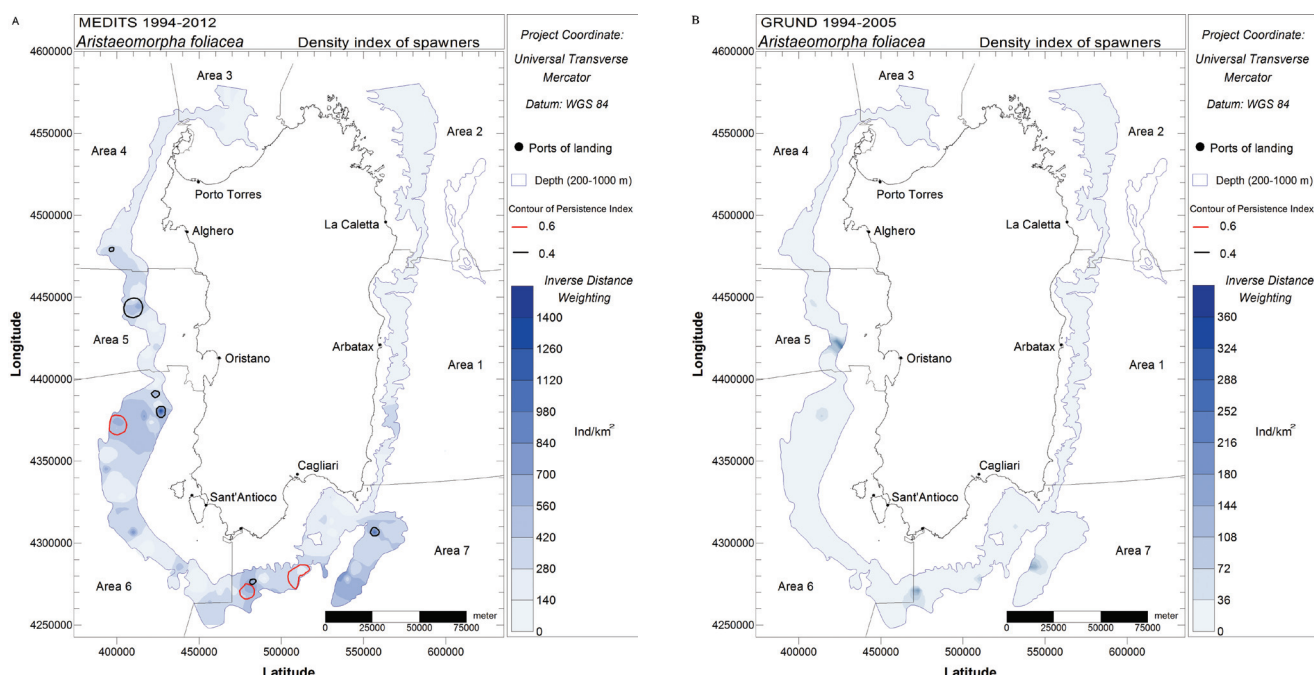 A
MEDITS 1994-2012
Aristaeomorpha foliacea Density index of spawners
4600000
4550000
4500000
4450000
4400000
4350000
4300000
4250000
Longitude
400000 450000 500000 550000 600000
Latitude
Area 3
Area 4
Area 2
Porto Torres
La Caletta
Alghero
Area 5
Arbatax
Oristano
Area 1
Cagliari
Sant'Antioco
Area 7
Area 6
meter
0 25000 50000 75000
Project Coordinate:
Universal Transverse
Mercator
Datum: WGS 84
Ports of landing
Depth (200-1000 m)
Contour of Persistence Index
0.6
0.4
Inverse Distance
Weighting
1400
1260
1120
980
840
700
560
420
280
140
0
Ind/km²
B
GRUND 1994-2005
Aristaeomorpha foliacea Density index of spawners
4600000
4550000
4500000
4450000
4400000
4350000
4300000
4250000
Longitude
400000 450000 500000 550000 600000
Latitude
Area 3
Area 4
Area 2
Porto Torres
La Caletta
Alghero
Area 5
Arbatax
Oristano
Area 1
Cagliari
Sant'Antioco
Area 7
Area 6
meter
0 25000 50000 75000
Project Coordinate:
Universal Transverse
Mercator
Datum: WGS 84
Ports of landing
Depth (200-1000 m)
Contour of Persistence Index
0.6
0.4
Inverse Distance
Weighting
360
324
288
252
216
180
144
108
72
36
0
Ind/km²